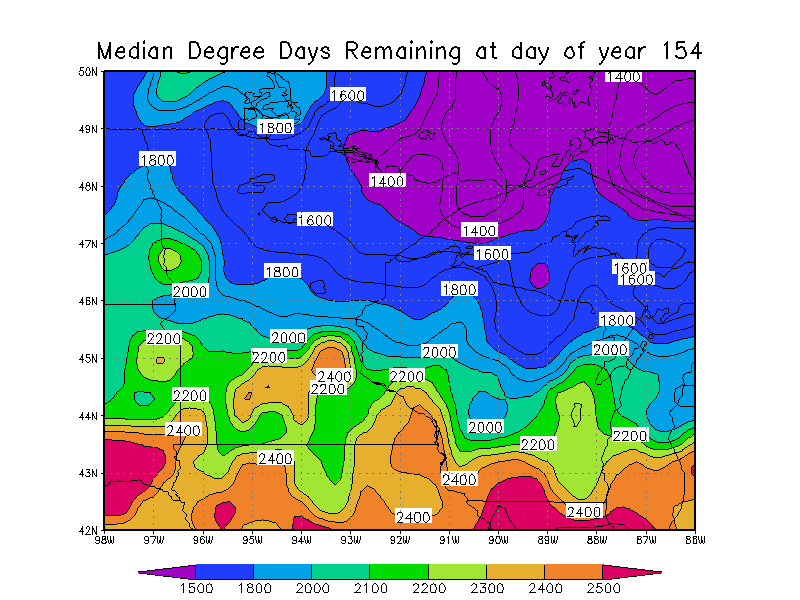 Median Degree Days Remaining at day of year 154
50N 1400
1600
49N 1800
1800
48N 1400
1600
47N 1400
1600
1800 1600
46N 2000 1800 1600
1800
2200 2000
45N 2200 2000 2000
2400 2200
2200 2200
44N 2400 2000
2200 2200
43N 2400 2400
42N 2400 2400
98W 97W 96W 95W 94W 93W 92W 91W 90W 89W 88W 87W 86W
1500 1800 2000 2100 2200 2300 2400 2500